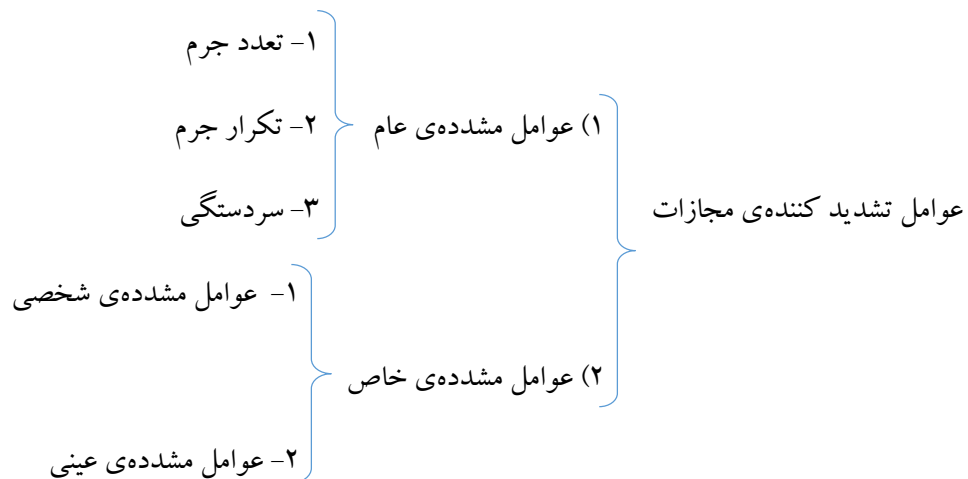 عوامل تشدید کننده‌ی مجازات
۱) عوامل مشدده‌ی عام
۱- تعدد جرم
۲- تکرار جرم
۳- سردستگی
۲) عوامل مشدده‌ی خاص
۱- عوامل مشدده‌ی شخصی
۲- عوامل مشدده‌ی عینی